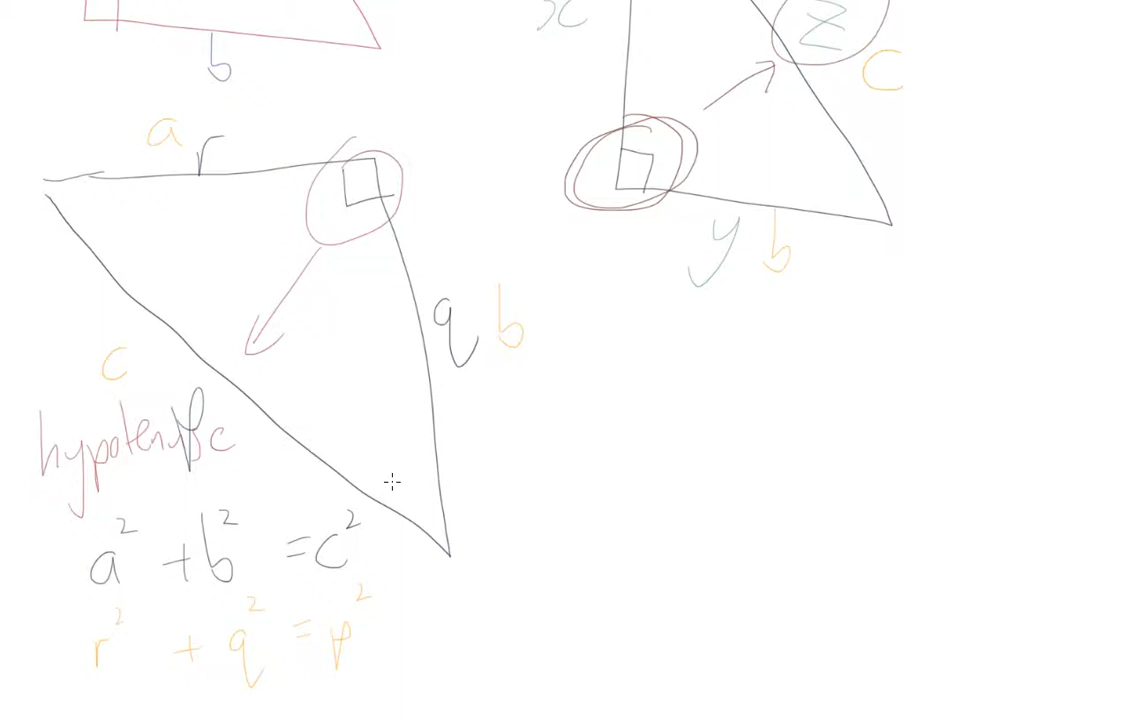 b
x
z
c
a
r
y b
q b
c
hypotenuse
p
a² + b² = c²
r² + q² = p²